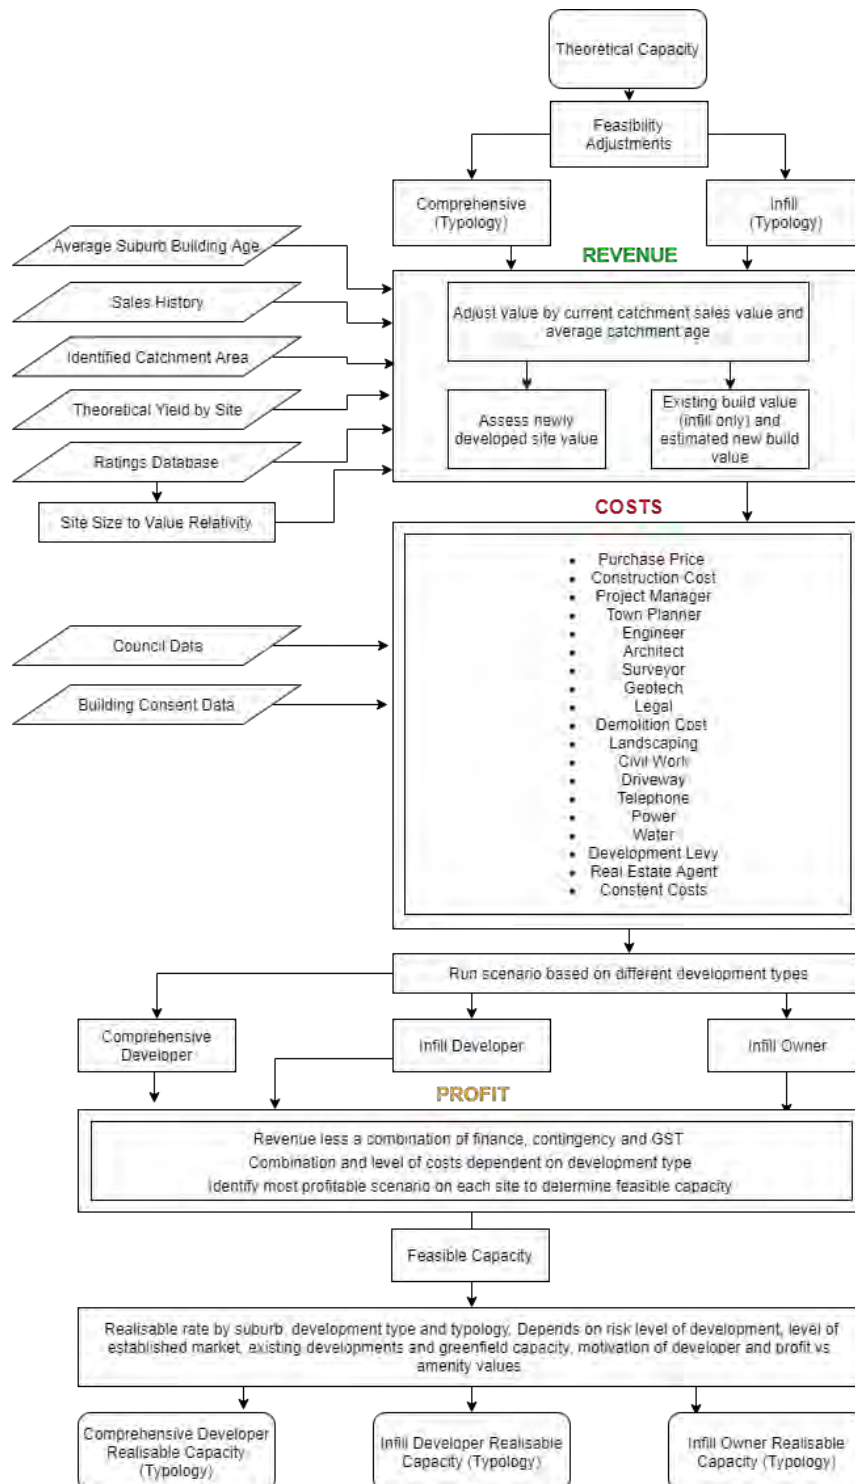 Theoretical Capacity
Feasibility
Adjustments
Comprehensive
(Typology)
Infill
(Typology)
REVENUE
Average Suburb Building Age
Sales History
Identified Catchment Area
Theoretical Yield by Site
Ratings Database
Site Size to Value Relativity
Adjust value by current catchment sales value and
average catchment age
Assess newly
developed site value
Existing build value
(infill only) and
estimated new build
value
COSTS
Council Data
Building Consent Data
• Purchase Price
• Construction Cost
• Project Manager
• Town Planner
• Engineer
• Architect
• Surveyor
• Geotech
• Legal
• Demolition Cost
• Landscaping
• Civil Work
• Driveway
• Telephone
• Power
• Water
• Development Levy
• Real Estate Agent
• Constent Costs
Run scenario based on different development types
Comprehensive
Developer
Infill Developer
Infill Owner
PROFIT
Revenue less a combination of finance, contingency and GST
Combination and level of costs dependent on development type
Identify most profitable scenario on each site to determine feasible capacity
Feasible Capacity
Realisable rate by suburb, development type and typology. Depends on risk level of development, level of
established market, existing developments and greenfield capacity, motivation of developer and profit vs
amenity values
Comprehensive Developer
Realisable Capacity
(Typology)
Infill Developer Realisable
Capacity (Typology)
Infill Owner Realisable
Capacity (Typology)